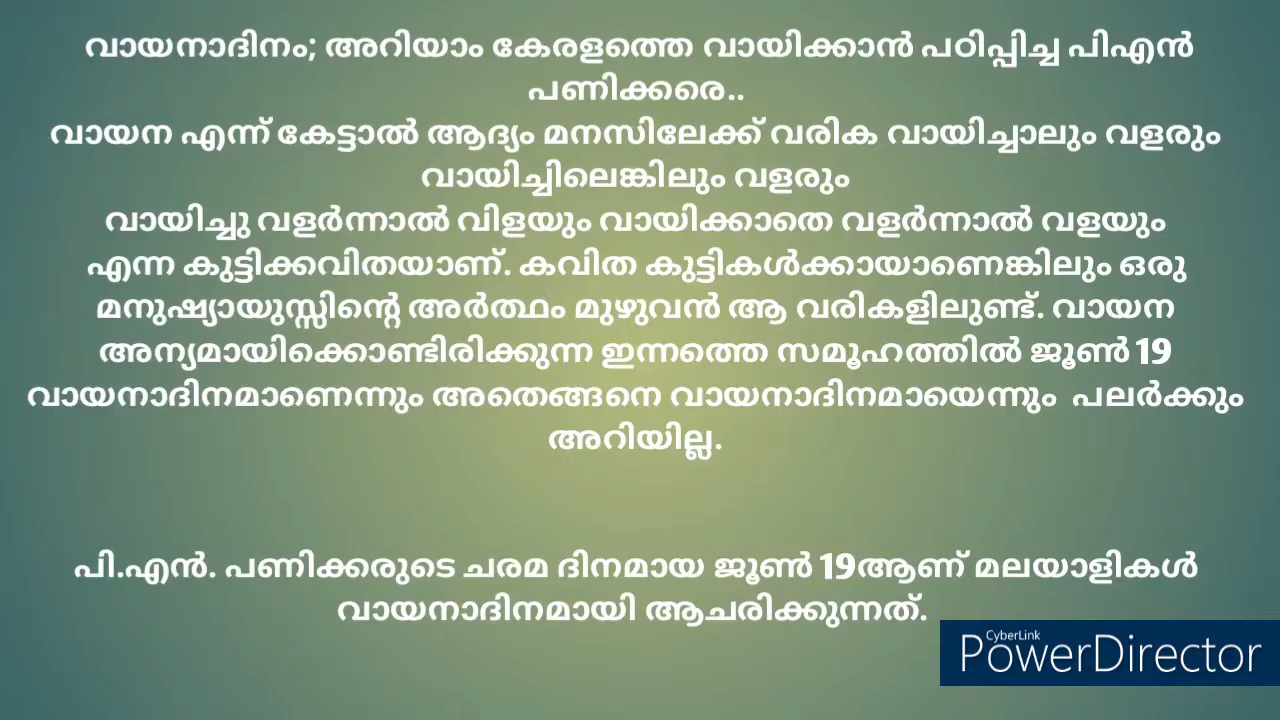 വായനാദിനം; അറിയാം കേരളത്തെ വായിക്കാൻ പഠിപ്പിച്ച പിഎൻ
പണിക്കരെ..
വായന എന്ന് കേട്ടാൽ ആദ്യം മനസിലേക്ക് വരിക വായിച്ചാലും വളരും
വായിച്ചിലെങ്കിലും വളരും
വായിച്ചു വളർന്നാൽ വിളയും വായിക്കാതെ വളർന്നാൽ വളയും
എന്ന കുട്ടിക്കവിതയാണ്. കവിത കുട്ടികൾക്കായാണെങ്കിലും ഒരു
മനുഷ്യായുസ്സിന്റെ അർത്ഥം മുഴുവൻ ആ വരികളിലുണ്ട്. വായന
അന്യമായിക്കൊണ്ടിരിക്കുന്ന ഇന്നത്തെ സമൂഹത്തിൽ ജൂൺ 19
വായനാദിനമാണെന്നും അതെങ്ങനെ വായനാദിനമായെന്നും പലർക്കും
അറിയില്ല.
പി.എൻ. പണിക്കരുടെ ചരമ ദിനമായ ജൂൺ 19ആണ് മലയാളികൾ
വായനാദിനമായി ആചരിക്കുന്നത്.
CyberLink
PowerDirector